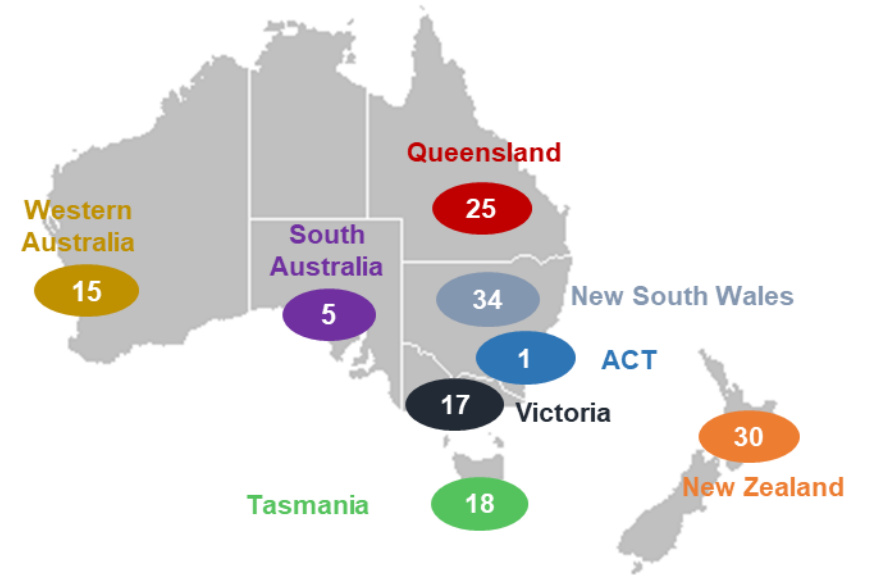 Queensland
25
Western
Australia
15
South
Australia
5
34
New South Wales
1
ACT
17
Victoria
30
New Zealand
Tasmania
18